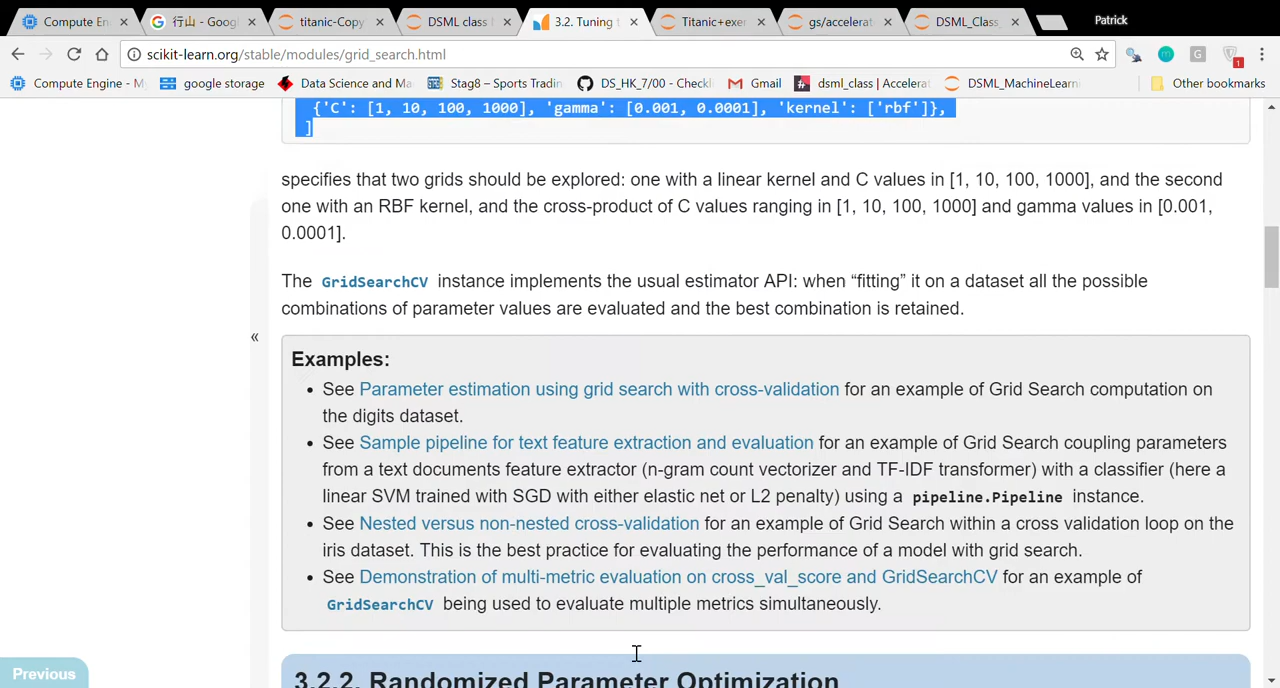 Compute En
行山 - Goog
titanic-Copy
DSML class N
3.2. Tuning t
Titanic+exer
gs/accelerat
DSML_Class_
Patrick
scikit-learn.org/stable/modules/grid_search.html
Compute Engine - My
google storage
Data Science and Ma
Stag8 – Sports Tradin
DS_HK_7/00 - Checkl
Gmail
dsml_class | Accelerat
DSML_MachineLearni
Other bookmarks
{'C': [1, 10, 100, 1000], 'gamma': [0.001, 0.0001], 'kernel': ['rbf']},
]
specifies that two grids should be explored: one with a linear kernel and C values in [1, 10, 100, 1000], and the second
one with an RBF kernel, and the cross-product of C values ranging in [1, 10, 100, 1000] and gamma values in [0.001,
0.0001].
The GridSearchCV instance implements the usual estimator API: when “fitting” it on a dataset all the possible
combinations of parameter values are evaluated and the best combination is retained.
«
Examples:
• See Parameter estimation using grid search with cross-validation for an example of Grid Search computation on
the digits dataset.
• See Sample pipeline for text feature extraction and evaluation for an example of Grid Search coupling parameters
from a text documents feature extractor (n-gram count vectorizer and TF-IDF transformer) with a classifier (here a
linear SVM trained with SGD with either elastic net or L2 penalty) using a pipeline.Pipeline instance.
• See Nested versus non-nested cross-validation for an example of Grid Search within a cross validation loop on the
iris dataset. This is the best practice for evaluating the performance of a model with grid search.
• See Demonstration of multi-metric evaluation on cross_val_score and GridSearchCV for an example of
GridSearchCV being used to evaluate multiple metrics simultaneously.
Previous
3.2.2. Randomized Parameter Optimization